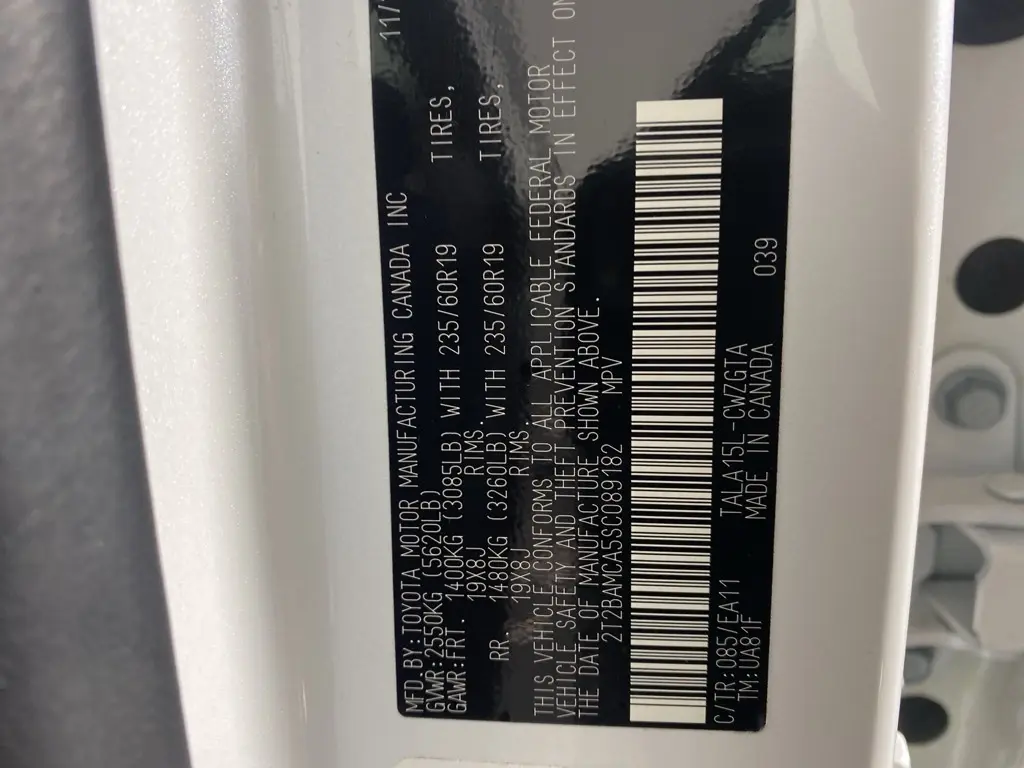 MFD.BY:TOYOTA MOTOR MANUFACTURING CANADA INC 11/
GVWR:2550KG (5620LB)
GAWR:FRT. 1400KG (3085LB) WITH 235/60R19 TIRES,
19X8J RIMS.
RR. 1480KG (3260LB) WITH 235/60R19 TIRES,
19X8J RIMS.
THIS VEHICLE CONFORMS TO ALL APPLICABLE FEDERAL MOTOR
VEHICLE SAFETY AND THEFT PREVENTION STANDARDS IN EFFECT ON
THE DATE OF MANUFACTURE SHOWN ABOVE.
2T2BAMCA5SC089182 MPV
C/TR:085/EA11 TALA15L-CWZGTA 039
TM:UA81F MADE IN CANADA